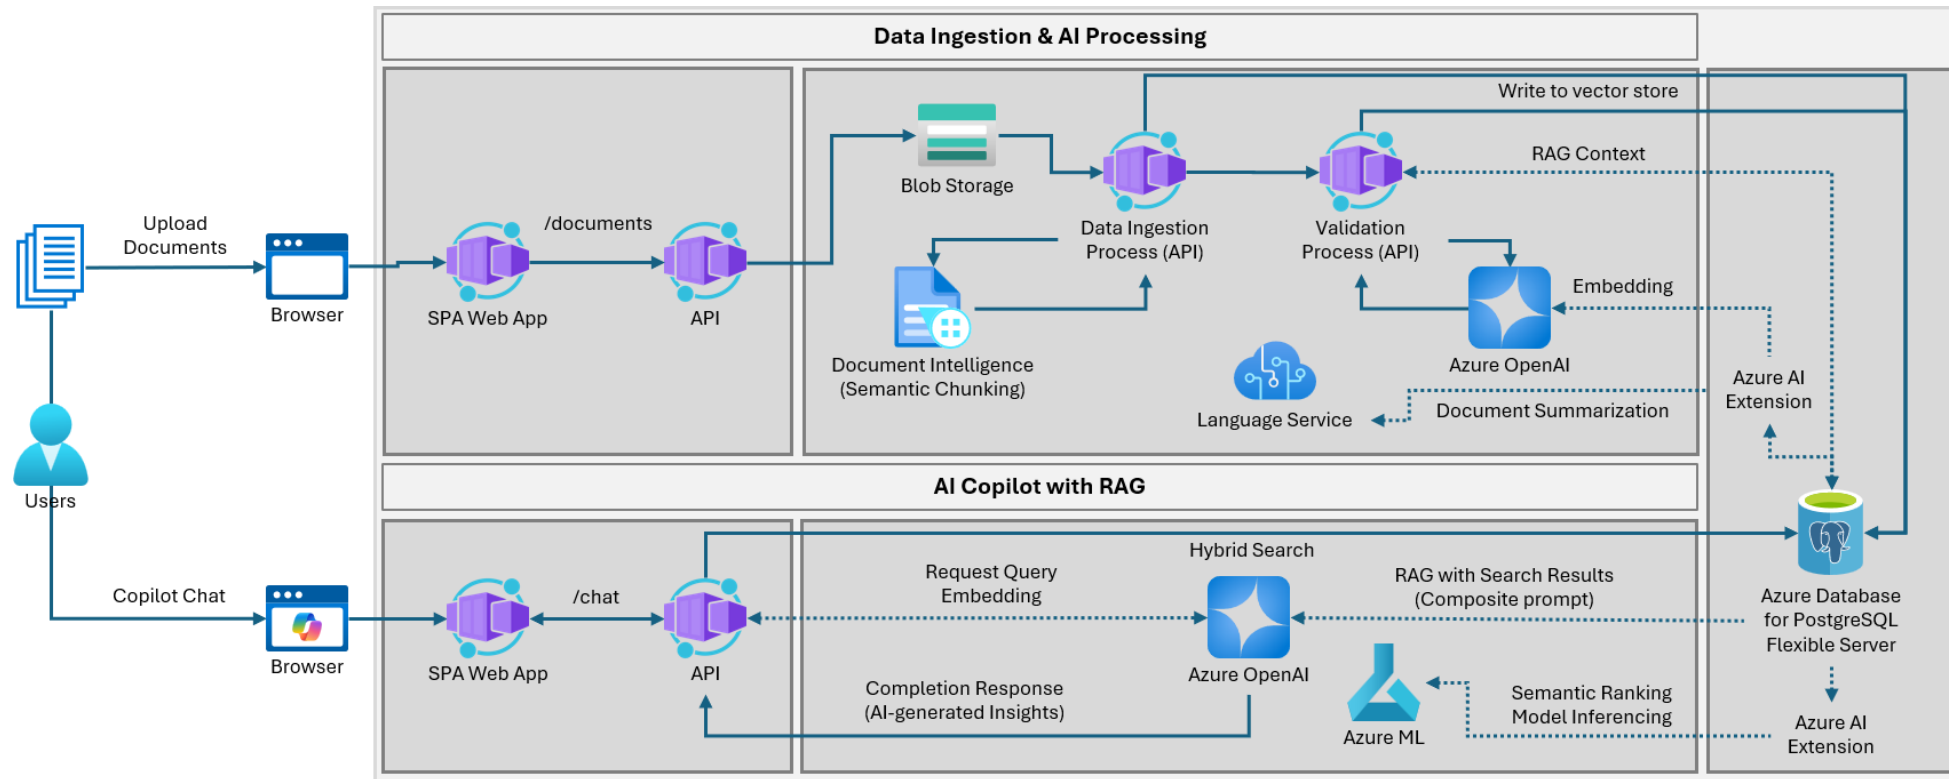 Data Ingestion & AI Processing
Write to vector store
RAG Context
Blob Storage
Upload
Documents
/documents
Data Ingestion
Process (API)
Validation
Process (API)
Embedding
Browser
SPA Web App
API
Document Intelligence
(Semantic Chunking)
Azure OpenAI
Azure AI
Extension
Language Service
Document Summarization
Users
AI Copilot with RAG
Hybrid Search
Request Query
Embedding
RAG with Search Results
(Composite prompt)
Copilot Chat
/chat
Azure Database
for PostgreSQL
Flexible Server
Browser
SPA Web App
API
Azure OpenAI
Completion Response
(AI-generated Insights)
Semantic Ranking
Model Inferencing
Azure ML
Azure AI
Extension